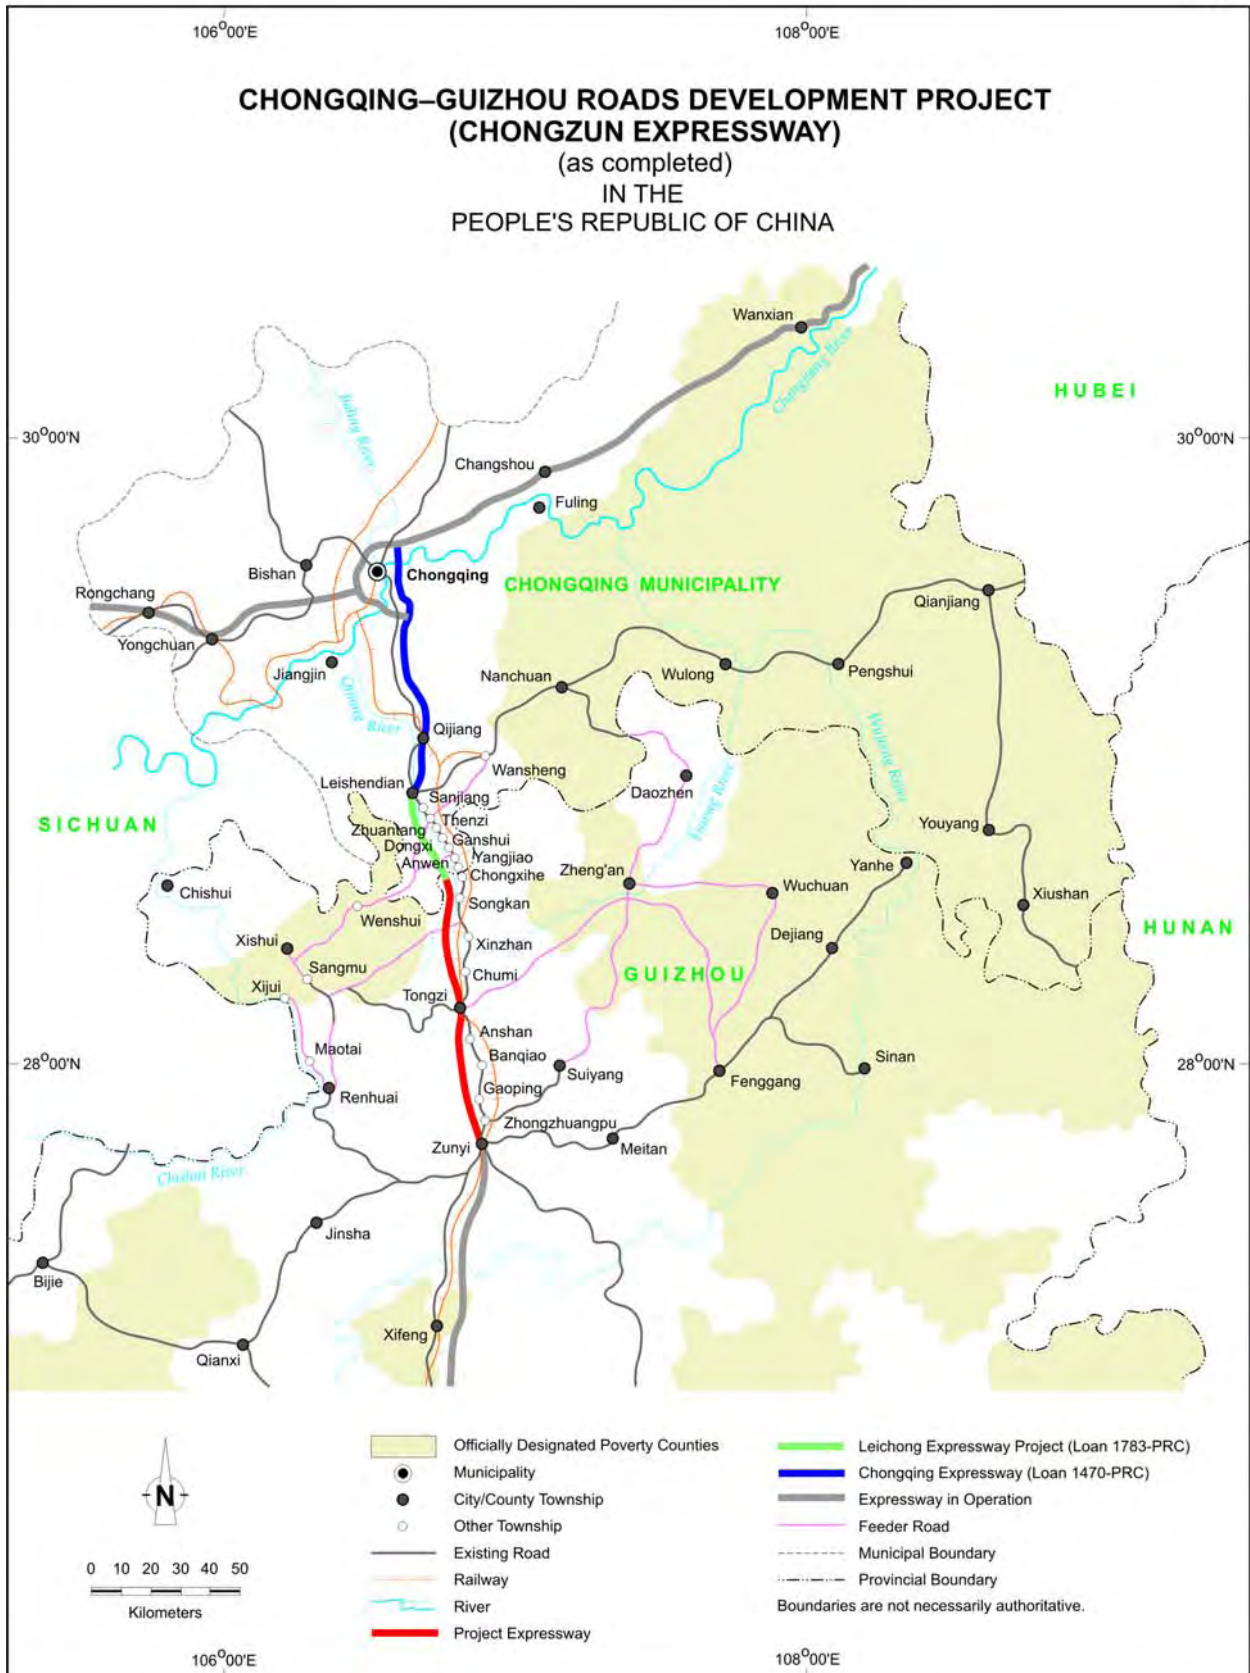 106°00'E
108°00'E
CHONGQING–GUIZHOU ROADS DEVELOPMENT PROJECT
(CHONGZUN EXPRESSWAY)
(as completed)
IN THE
PEOPLE'S REPUBLIC OF CHINA
Wanxian
Changjiang River
HUBEI
30°00'N
30°00'N
Jialing River
Changshou
Fuling
Bishan
Chongqing
CHONGQING MUNICIPALITY
Rongchang
Qianjiang
Yongchuan
Jiangjin
Nanchuan
Wulong
Pengshui
Qijiang
Wansheng
Leishendian
Sanjiang
Daozhen
SICHUAN
Thenzi
Zhuantang
Ganshui
Dongxi
Youyang
Yangjiao
Anwen
Yanhe
Chongxihe
Zheng'an
Chishui
Wuchuan
Xiushan
Songkan
Wenshui
HUNAN
Xishui
Xinzhan
Dejiang
Sangmu
Chumi
GUIZHOU
Xijui
Tongzi
Anshan
Maotai
Banqiao
Sinan
28°00'N
28°00'N
Suiyang
Fenggang
Renhuai
Gaoping
Zhongzhuangpu
Zunyi
Meitan
River
Jinsha
Bijie
Xifeng
Qianxi
Officially Designated Poverty Counties
Municipality
City/County Township
Other Township
Existing Road
Railway
River
Project Expressway
Leichong Expressway Project (Loan 1783-PRC)
Chongqing Expressway (Loan 1470-PRC)
Expressway in Operation
Feeder Road
Municipal Boundary
Provincial Boundary
Boundaries are not necessarily authoritative.
N
0 10 20 30 40 50
Kilometers
106°00'E
108°00'E